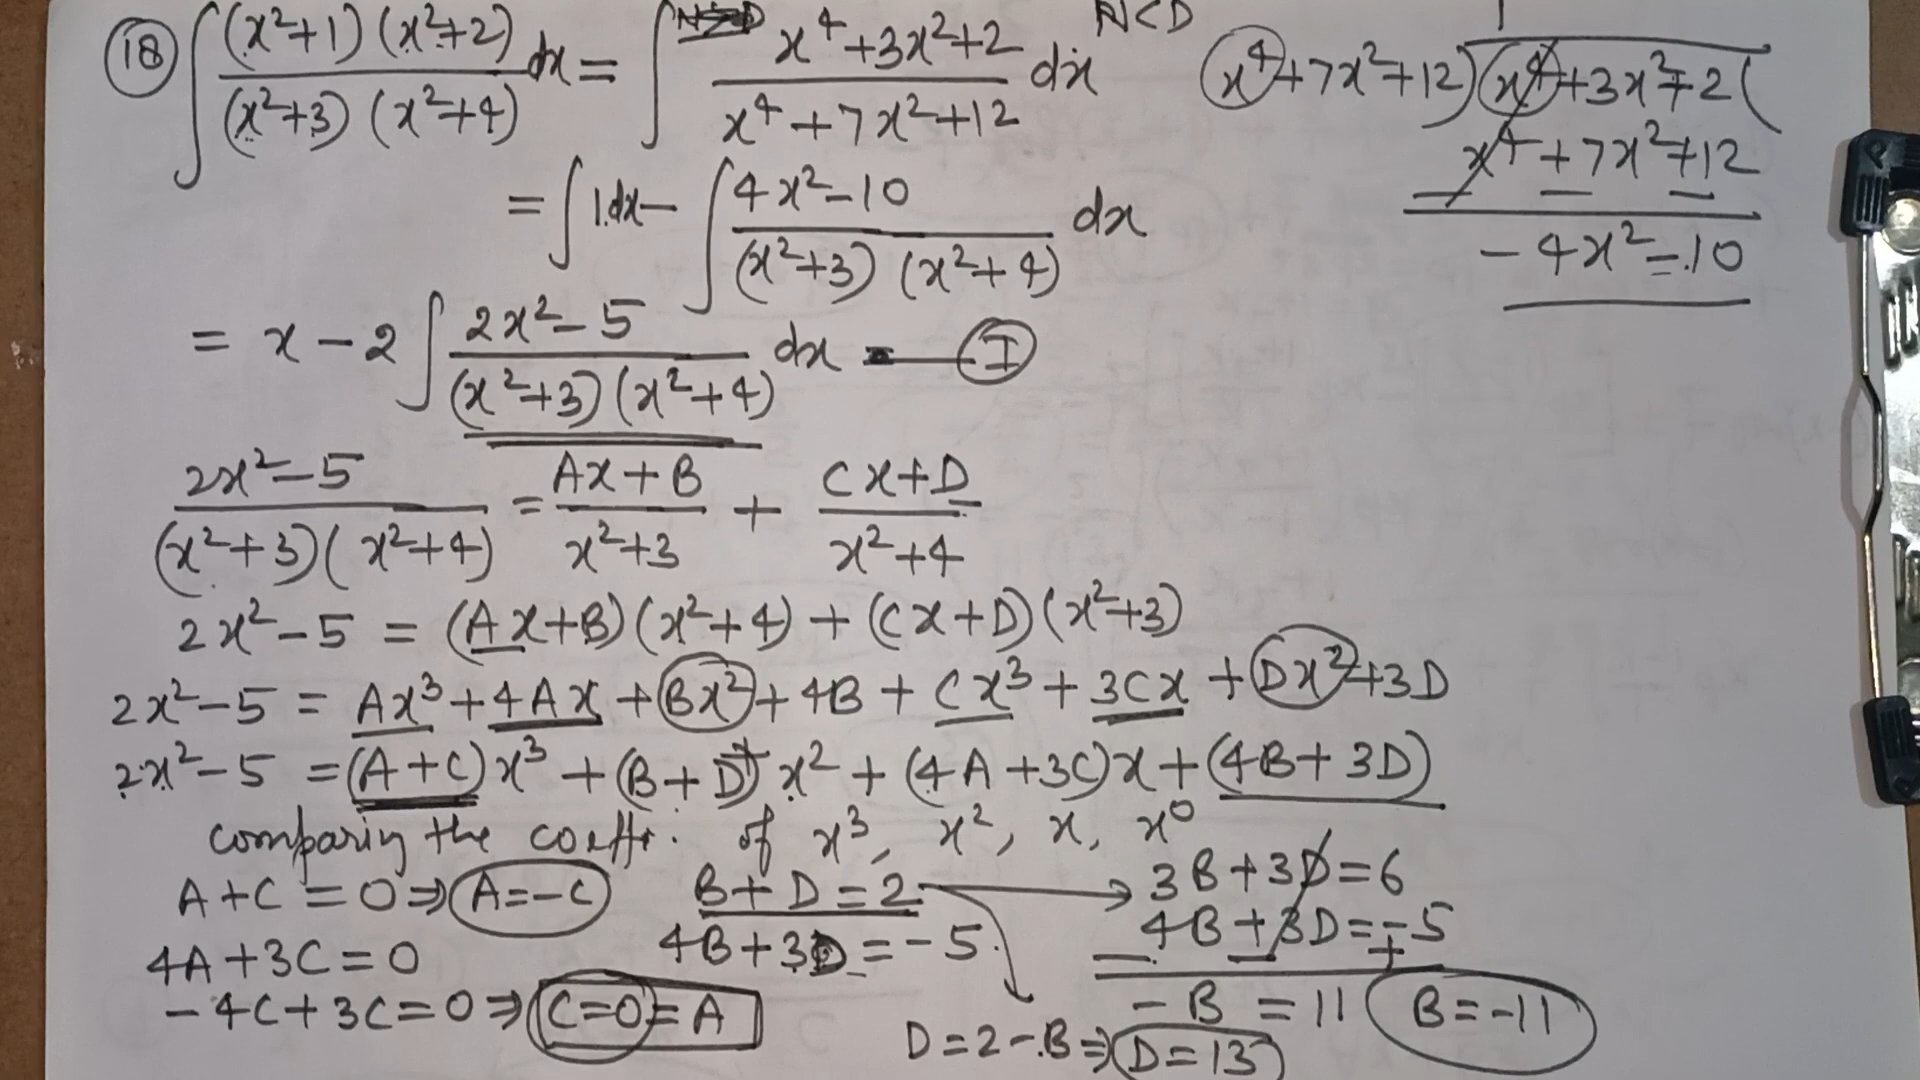 (18) ∫ (x²+1)(x²+2) / (x²+3)(x²+4) dx = ∫ x⁴+3x²+2 / x⁴+7x²+12 dx
N<D
1
x⁴+7x²+12)x⁴+3x²+2(
x⁴+7x²+12
− − −
−4x²−10
= ∫ 1.dx − ∫ 4x²−10 / (x²+3)(x²+4) dx
= x − 2 ∫ 2x²−5 / (x²+3)(x²+4) dx — (I)
2x²−5 / (x²+3)(x²+4) = Ax+B / x²+3 + Cx+D / x²+4
2x²−5 = (Ax+B)(x²+4) + (Cx+D)(x²+3)
2x²−5 = Ax³+4Ax+Bx²+4B+Cx³+3Cx+Dx²+3D
2x²−5 = (A+C)x³+(B+D)x²+(4A+3C)x+(4B+3D)
comparing the coeffi. of x³, x², x, x⁰
A+C=0⇒A=−C
4A+3C=0
−4C+3C=0⇒C=0=A
B+D=2
4B+3D=−5
3B+3D=6
4B+3D=−5
− − +
−B=11 B=−11
D=2−B⇒D=13